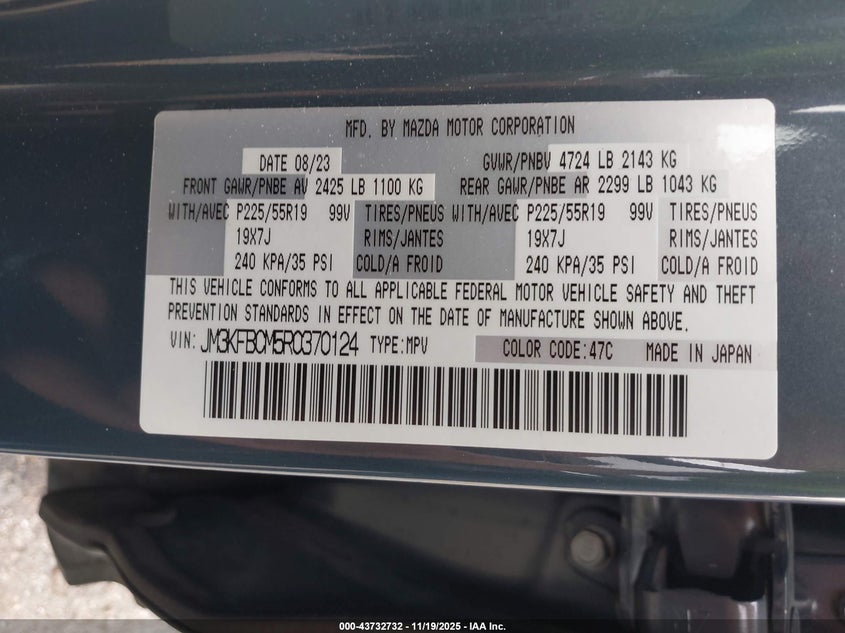 MFD. BY MAZDA MOTOR CORPORATION
DATE 08/23 GVWR/PNBV 4724 LB 2143 KG
FRONT GAWR/PNBE AV 2425 LB 1100 KG REAR GAWR/PNBE AR 2299 LB 1043 KG
WITH/AVEC P225/55R19 99V TIRES/PNEUS WITH/AVEC P225/55R19 99V TIRES/PNEUS
19X7J RIMS/JANTES 19X7J RIMS/JANTES
240 KPA/35 PSI COLD/A FROID 240 KPA/35 PSI COLD/A FROID
THIS VEHICLE CONFORMS TO ALL APPLICABLE FEDERAL MOTOR VEHICLE SAFETY AND THEFT
PREVENTION STANDARDS IN EFFECT ON THE DATE OF MANUFACTURE SHOWN ABOVE.
VIN: JM3KFBCM5R0370124 TYPE:MPV COLOR CODE:47C MADE IN JAPAN
000-43732732 - 11/19/2025 - IAA Inc.